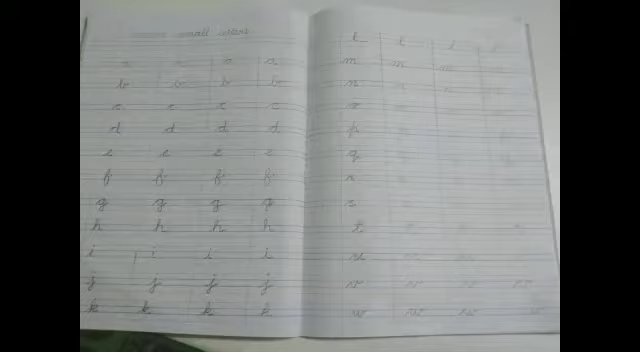 small letters
a a a a
b b b b
c c c c
d d d d
e e e e
f f f f
g g g g
h h h h
i i i i
j j j j
k k k k
l l l l
m m m m
n n n n
o
p
q
r
s
t
u
v v v v
w w w w